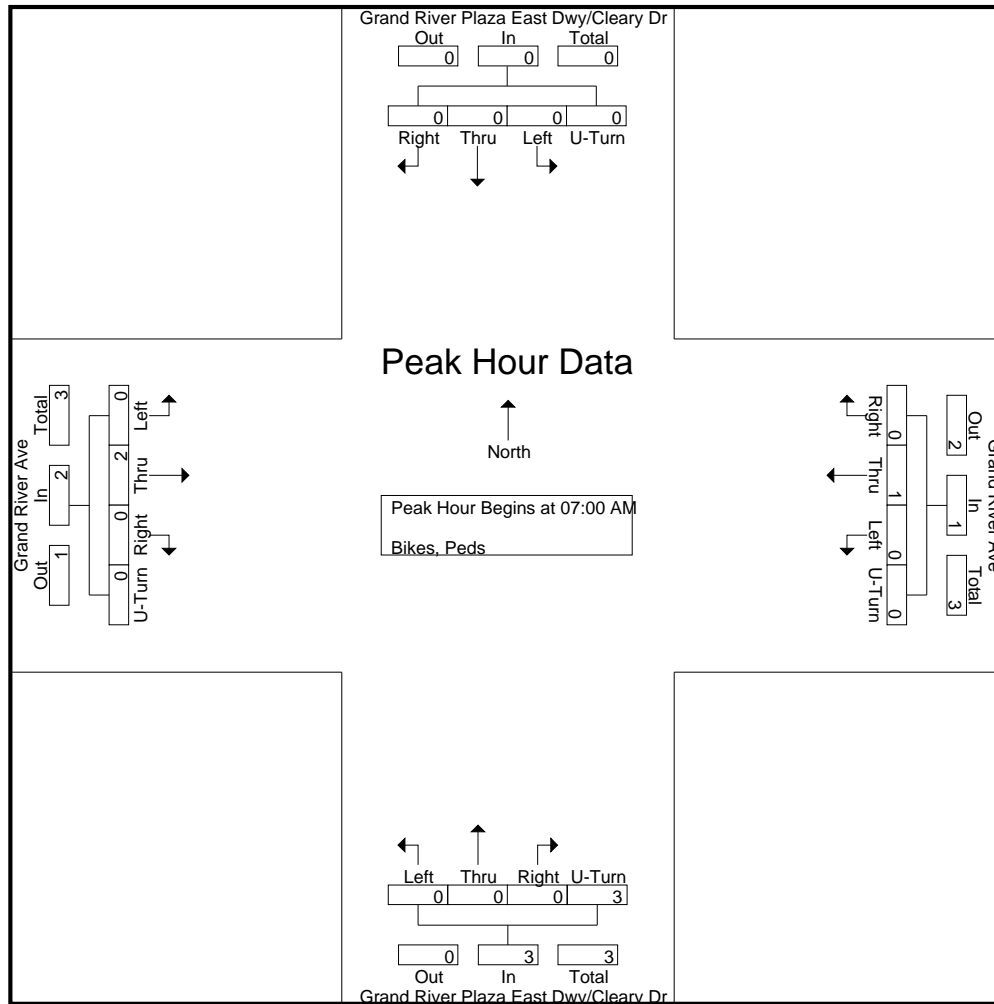 Grand River Plaza East Dwy/Cleary Dr
Out In Total
0 0 0
0 0 0 0
Right Thru Left U-Turn
Peak Hour Data
North
Peak Hour Begins at 07:00 AM
Bikes, Peds
Grand River Ave
Out In Total
1 2 3
Left Thru Right U-Turn
0 2 0 0
Grand River Ave
Out In Total
2 1 3
Right Thru Left U-Turn
0 1 0 0
Left Thru Right U-Turn
0 0 0 3
0 3 3
Out In Total
Grand River Plaza East Dwy/Cleary Dr